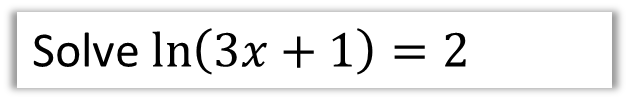 Solve ln(3x + 1) = 2